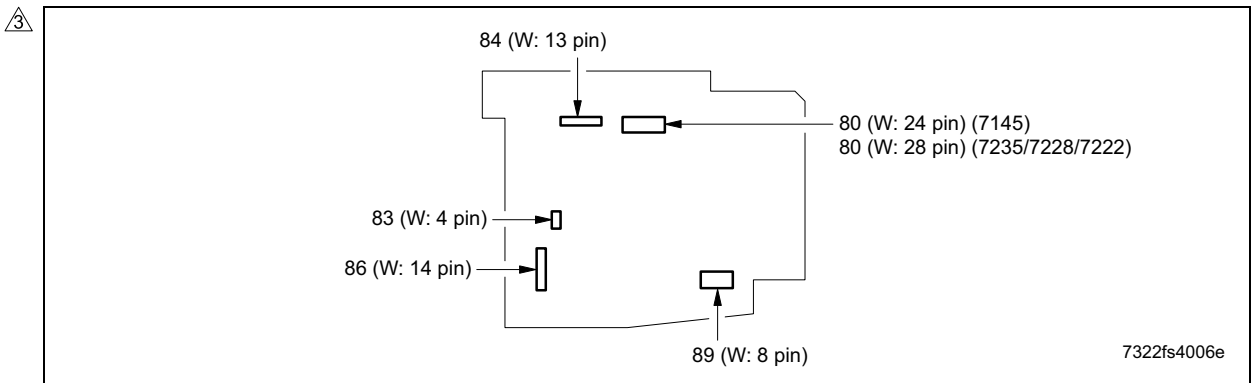 3
84 (W: 13 pin)
80 (W: 24 pin) (7145)
80 (W: 28 pin) (7235/7228/7222)
83 (W: 4 pin)
86 (W: 14 pin)
89 (W: 8 pin)
7322fs4006e